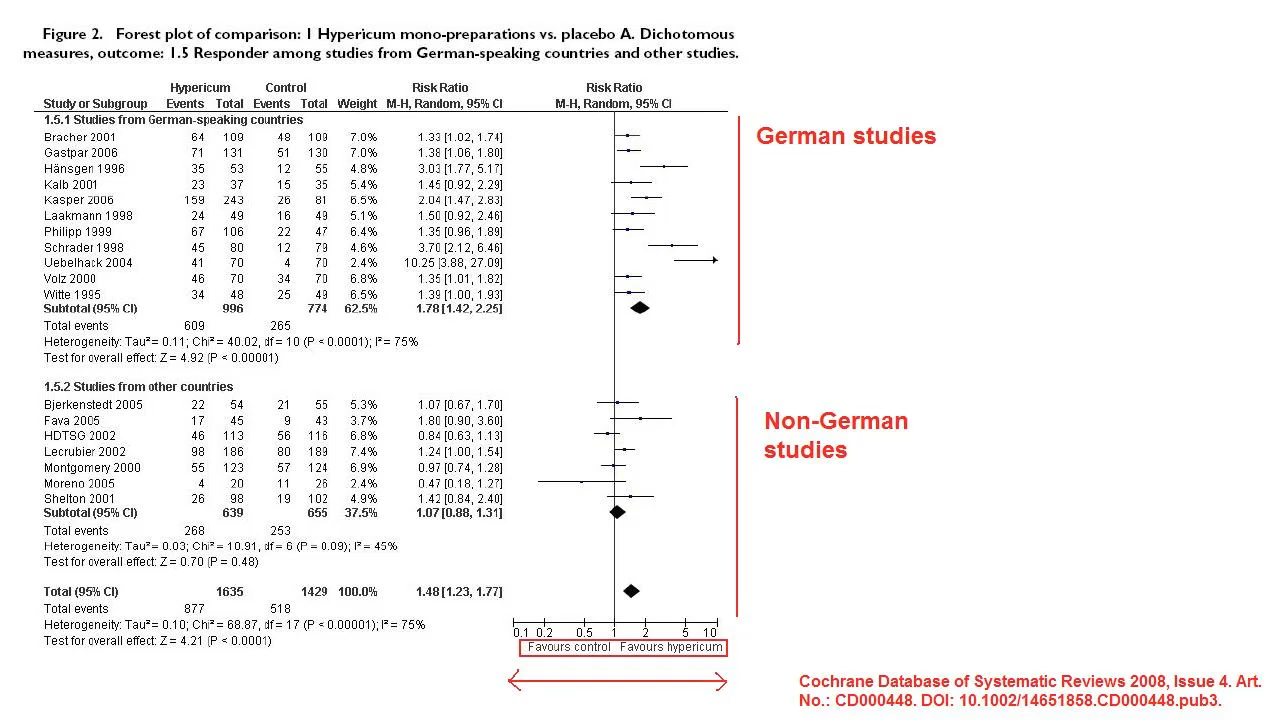 Figure 2. Forest plot of comparison: 1 Hypericum mono-preparations vs. placebo A. Dichotomous
measures, outcome: 1.5 Responder among studies from German-speaking countries and other studies.
Hypericum Control Risk Ratio Risk Ratio
Study or Subgroup Events Total Events Total Weight M-H, Random, 95% CI M-H, Random, 95% CI
1.5.1 Studies from German-speaking countries
Bracher 2001 64 109 48 109 7.0% 1.33 [1.02, 1.74]
Gastpar 2006 71 131 51 130 7.0% 1.38 [1.06, 1.80]
Hänsgen 1996 35 53 12 55 4.8% 3.03 [1.77, 5.17]
Kalb 2001 23 37 15 35 5.4% 1.45 [0.92, 2.29]
Kasper 2006 159 243 26 81 6.5% 2.04 [1.47, 2.83]
Laakmann 1998 24 49 16 49 5.1% 1.50 [0.92, 2.46]
Philipp 1999 67 106 22 47 6.4% 1.35 [0.96, 1.89]
Schrader 1998 45 80 12 79 4.6% 3.70 [2.12, 6.46]
Uebelhack 2004 41 70 4 70 2.4% 10.25 [3.88, 27.09]
Volz 2000 46 70 34 70 6.8% 1.35 [1.01, 1.82]
Witte 1995 34 48 25 49 6.5% 1.39 [1.00, 1.93]
Subtotal (95% CI) 996 774 62.5% 1.78 [1.42, 2.25]
Total events 609 265
Heterogeneity: Tau² = 0.11; Chi² = 40.02, df = 10 (P < 0.0001); I² = 75%
Test for overall effect: Z = 4.92 (P < 0.00001)
German studies
1.5.2 Studies from other countries
Bjerkenstedt 2005 22 54 21 55 5.3% 1.07 [0.67, 1.70]
Fava 2005 17 45 9 43 3.7% 1.80 [0.90, 3.60]
HDTSG 2002 46 113 56 116 6.8% 0.84 [0.63, 1.13]
Lecrubier 2002 98 186 80 189 7.4% 1.24 [1.00, 1.54]
Montgomery 2000 55 123 57 124 6.9% 0.97 [0.74, 1.28]
Moreno 2005 4 20 11 26 2.4% 0.47 [0.18, 1.27]
Shelton 2001 26 98 19 102 4.9% 1.42 [0.84, 2.40]
Subtotal (95% CI) 639 655 37.5% 1.07 [0.88, 1.31]
Total events 268 253
Heterogeneity: Tau² = 0.03; Chi² = 10.91, df = 6 (P = 0.09); I² = 45%
Test for overall effect: Z = 0.70 (P = 0.48)
Non-German
studies
Total (95% CI) 1635 1429 100.0% 1.48 [1.23, 1.77]
Total events 877 518
Heterogeneity: Tau² = 0.10; Chi² = 68.87, df = 17 (P < 0.00001); I² = 75%
Test for overall effect: Z = 4.21 (P < 0.0001)
0.1 0.2 0.5 1 2 5 10
Favours control Favours hypericum
Cochrane Database of Systematic Reviews 2008, Issue 4. Art.
No.: CD000448. DOI: 10.1002/14651858.CD000448.pub3.